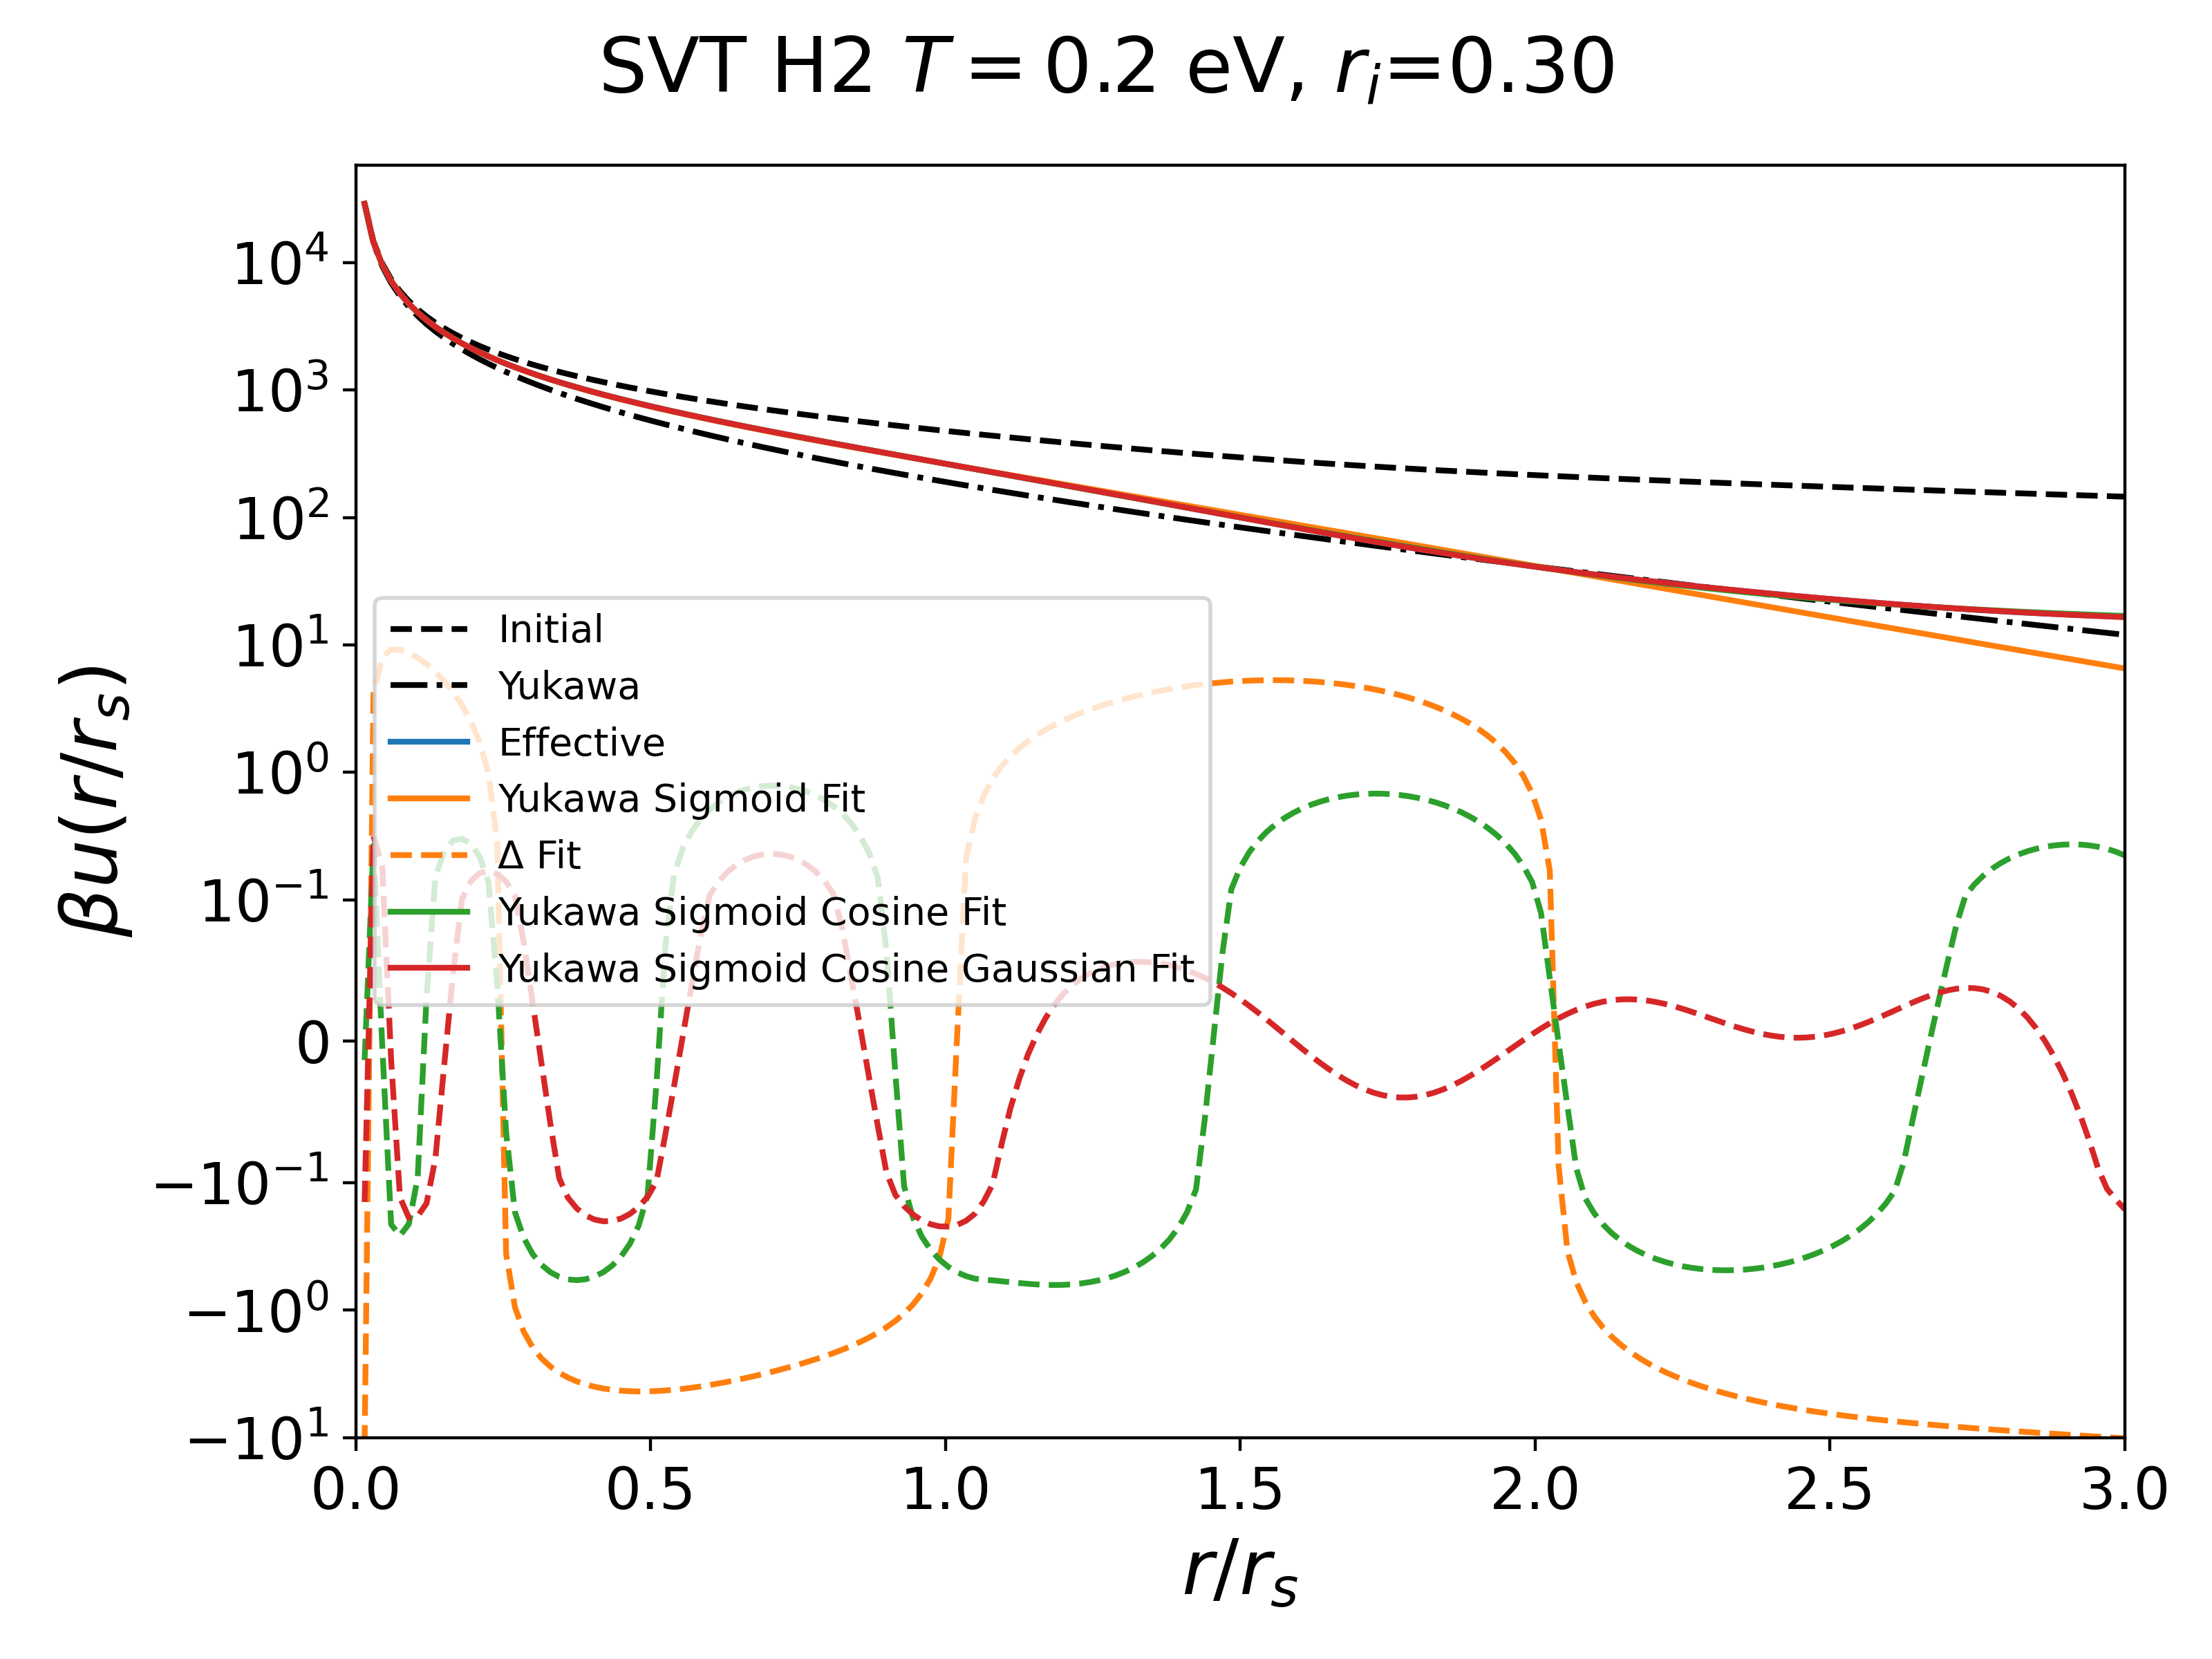 SVT H2 T = 0.2 eV, rᵢ=0.30
βu(r/rₛ)
10⁴
10³
10²
10¹
10⁰
10⁻¹
0
−10⁻¹
−10⁰
−10¹
Initial
Yukawa
Effective
Yukawa Sigmoid Fit
Δ Fit
Yukawa Sigmoid Cosine Fit
Yukawa Sigmoid Cosine Gaussian Fit
0.0 0.5 1.0 1.5 2.0 2.5 3.0
r/rₛ